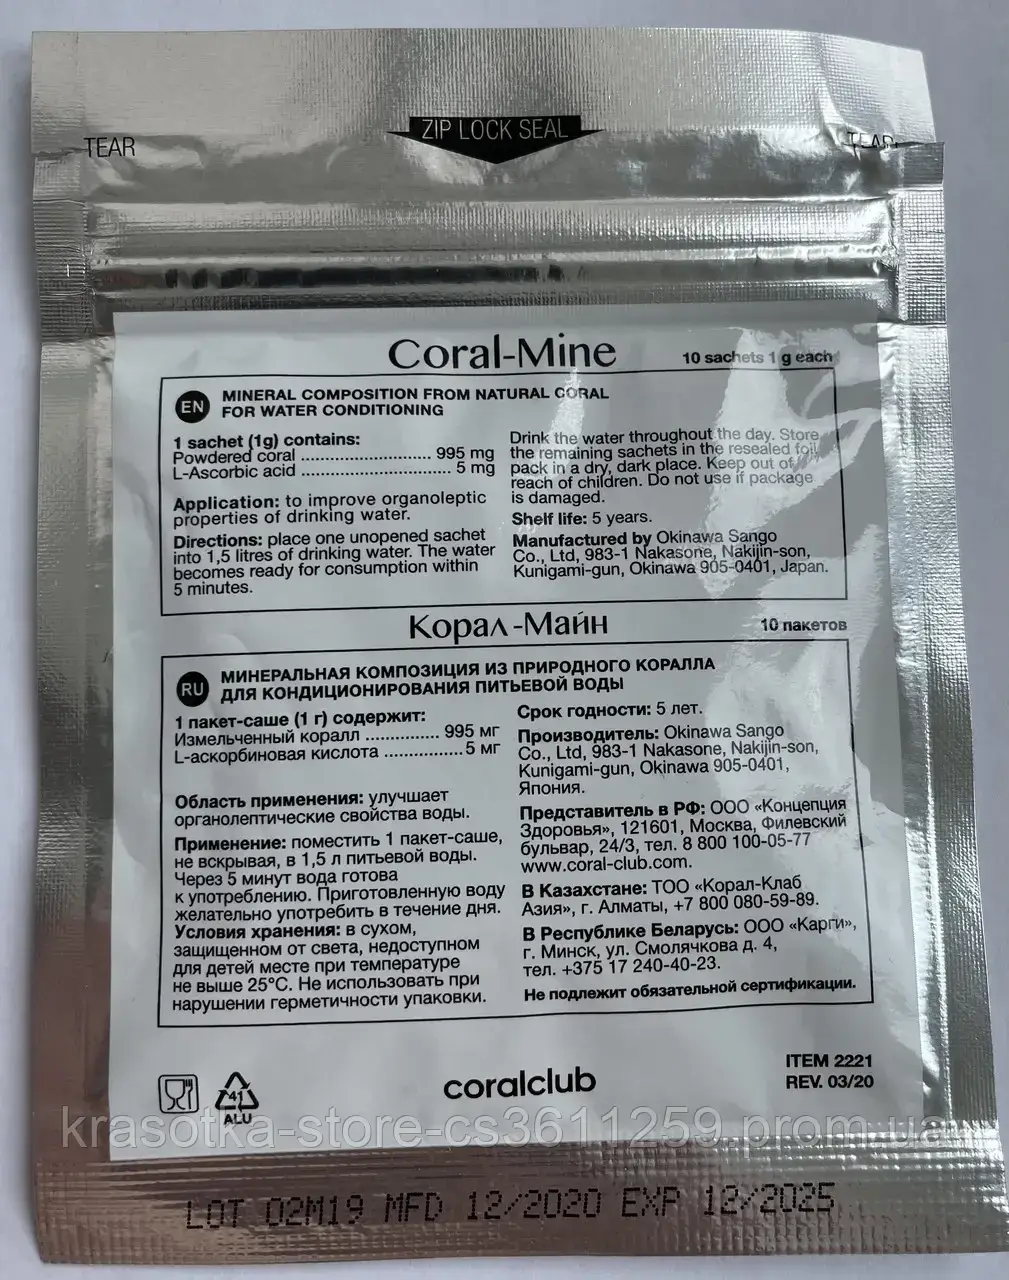 ZIP LOCK SEAL
TEAR
TEAR
Coral-Mine
10 sachets 1 g each
EN
MINERAL COMPOSITION FROM NATURAL CORAL
FOR WATER CONDITIONING
1 sachet (1g) contains:
Powdered coral ............................ 995 mg
L-Ascorbic acid ................................ 5 mg
Application: to improve organoleptic
properties of drinking water.
Directions: place one unopened sachet
into 1,5 litres of drinking water. The water
becomes ready for consumption within
5 minutes.
Drink the water throughout the day. Store
the remaining sachets in the resealed foil
pack in a dry, dark place. Keep out of
reach of children. Do not use if package
is damaged.
Shelf life: 5 years.
Manufactured by Okinawa Sango
Co., Ltd, 983-1 Nakasone, Nakijin-son,
Kunigami-gun, Okinawa 905-0401, Japan.
Корал-Майн
10 пакетов
RU
МИНЕРАЛЬНАЯ КОМПОЗИЦИЯ ИЗ ПРИРОДНОГО КОРАЛЛА
ДЛЯ КОНДИЦИОНИРОВАНИЯ ПИТЬЕВОЙ ВОДЫ
1 пакет-саше (1 г) содержит:
Измельченный коралл .............. 995 мг
L-аскорбиновая кислота ............... 5 мг
Область применения: улучшает
органолептические свойства воды.
Применение: поместить 1 пакет-саше,
не вскрывая, в 1,5 л питьевой воды.
Через 5 минут вода готова
к употреблению. Приготовленную воду
желательно употребить в течение дня.
Условия хранения: в сухом,
защищенном от света, недоступном
для детей месте при температуре
не выше 25°С. Не использовать при
нарушении герметичности упаковки.
Срок годности: 5 лет.
Производитель: Okinawa Sango
Co., Ltd, 983-1 Nakasone, Nakijin-son,
Kunigami-gun, Okinawa 905-0401,
Япония.
Представитель в РФ: ООО «Концепция
Здоровья», 121601, Москва, Филевский
бульвар, 24/3, тел. 8 800 100-05-77
www.coral-club.com.
В Казахстане: ТОО «Корал-Клаб
Азия», г. Алматы, +7 800 080-59-89.
В Республике Беларусь: ООО «Карги»,
г. Минск, ул. Смолячкова д. 4,
тел. +375 17 240-40-23.
Не подлежит обязательной сертификации.
41
ALU
coralclub
ITEM 2221
REV. 03/20
krasotka-store-cs3611259.prom.ua
LOT 02M19 MFD 12/2020 EXP 12/2025